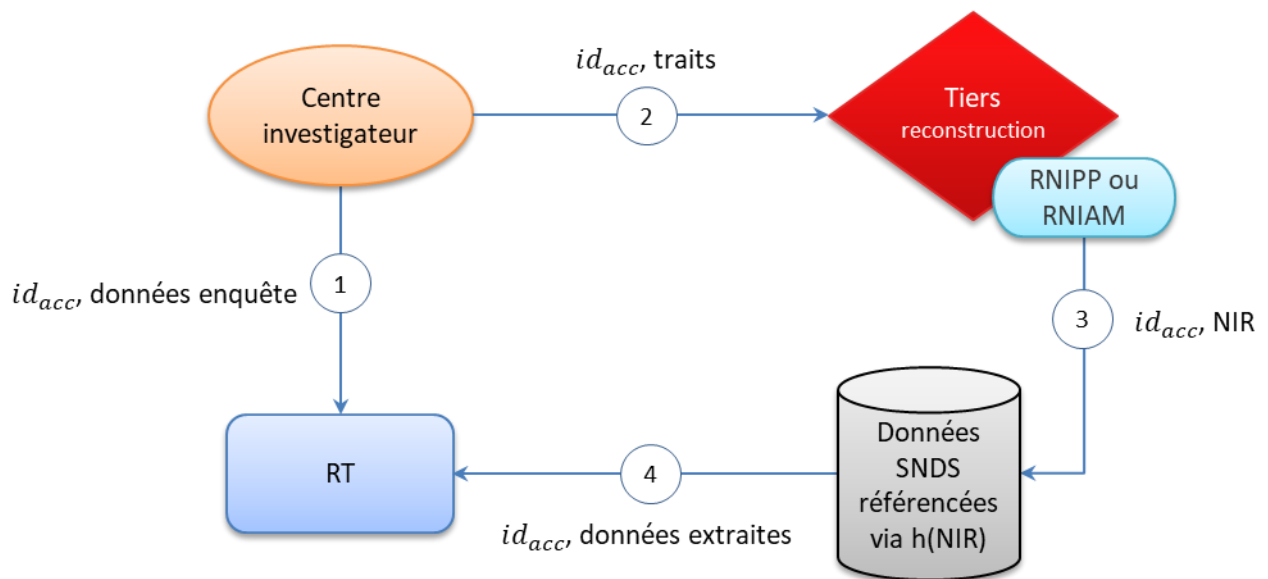 id_acc, traits
Centre
investigateur
2
Tiers
reconstruction
RNIPP ou
RNIAM
id_acc, données enquête
1
3
id_acc, NIR
RT
4
id_acc, données extraites
Données
SNDS
référencées
via h(NIR)